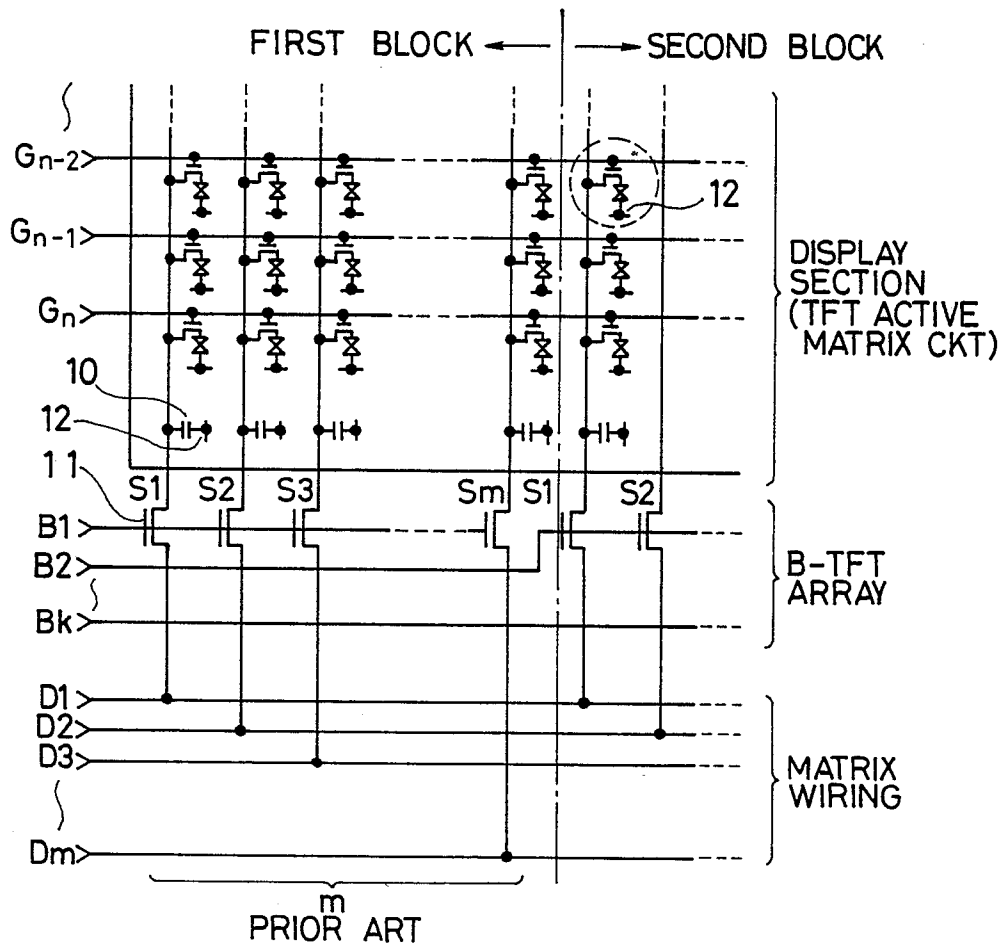 FIRST BLOCK
SECOND BLOCK
Gn-2
12
Gn-1
Gn
DISPLAY
SECTION
(TFT ACTIVE
MATRIX CKT)
10
12
11
S1 S2 S3 Sm S1 S2
B1
B2
Bk
B-TFT
ARRAY
D1
D2
D3
Dm
MATRIX
WIRING
m
PRIOR ART